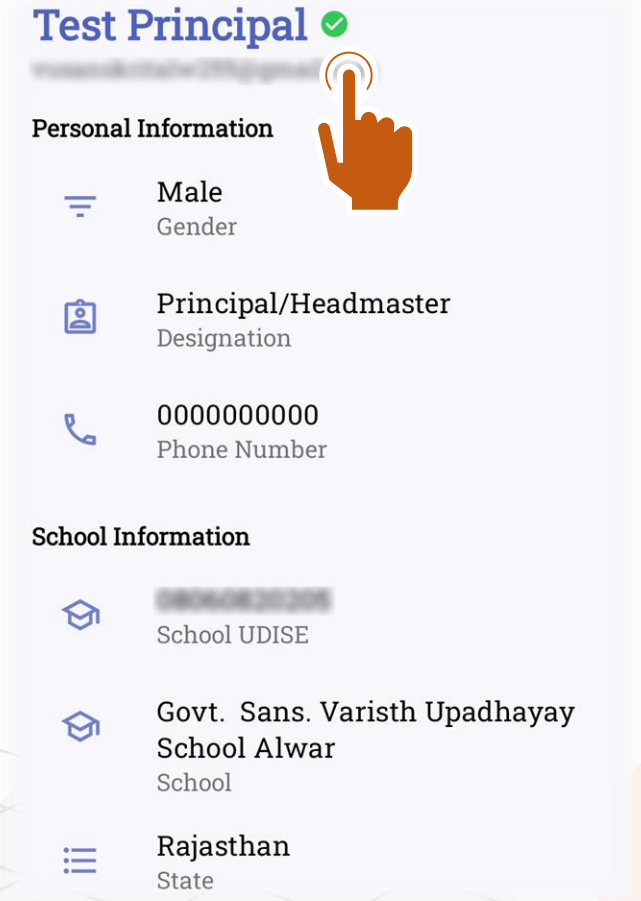 Test Principal
Personal Information
Male
Gender
Principal/Headmaster
Designation
0000000000
Phone Number
School Information
School UDISE
Govt. Sans. Varisth Upadhayay
School Alwar
School
Rajasthan
State